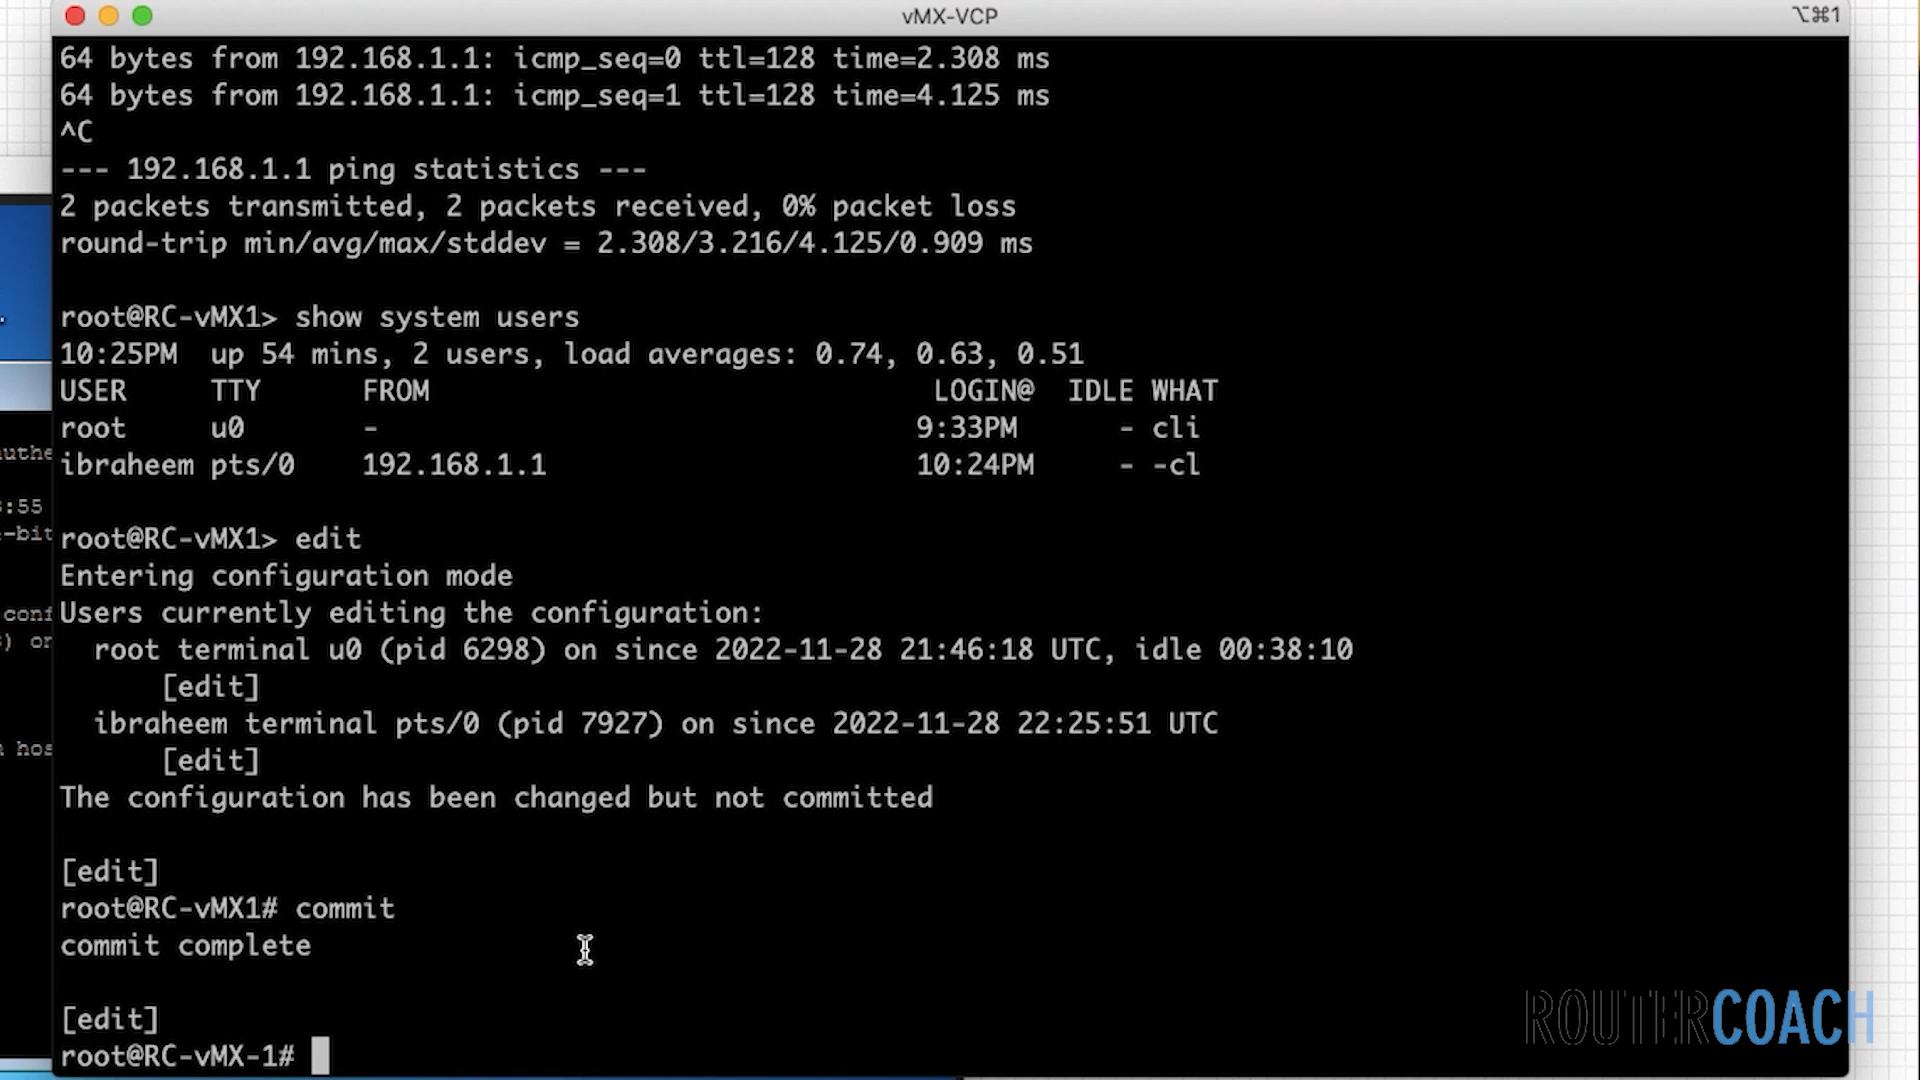 vMX-VCP
⌥⌘1
64 bytes from 192.168.1.1: icmp_seq=0 ttl=128 time=2.308 ms
64 bytes from 192.168.1.1: icmp_seq=1 ttl=128 time=4.125 ms
^C
--- 192.168.1.1 ping statistics ---
2 packets transmitted, 2 packets received, 0% packet loss
round-trip min/avg/max/stddev = 2.308/3.216/4.125/0.909 ms
root@RC-vMX1> show system users
10:25PM  up 54 mins, 2 users, load averages: 0.74, 0.63, 0.51
USER     TTY      FROM                              LOGIN@  IDLE WHAT
root     u0       -                                9:33PM      - cli
ibraheem pts/0    192.168.1.1                      10:24PM     - -cl
root@RC-vMX1> edit
Entering configuration mode
Users currently editing the configuration:
  root terminal u0 (pid 6298) on since 2022-11-28 21:46:18 UTC, idle 00:38:10
      [edit]
  ibraheem terminal pts/0 (pid 7927) on since 2022-11-28 22:25:51 UTC
      [edit]
The configuration has been changed but not committed
[edit]
root@RC-vMX1# commit
commit complete
[edit]
root@RC-vMX-1#
uthe
:55
-bit
conf
) on
hos
ROUTERCOACH